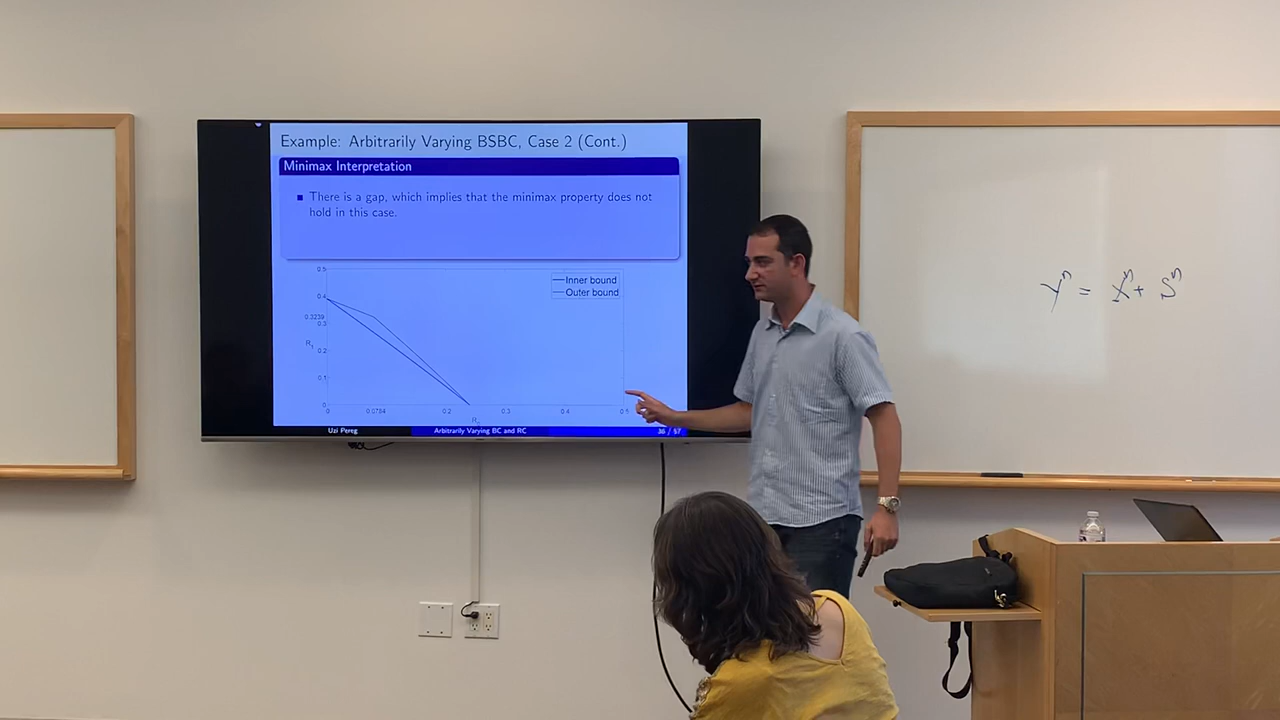 Example: Arbitrarily Varying BSBC, Case 2 (Cont.)
Minimax Interpretation
There is a gap, which implies that the minimax property does not
hold in this case.
0.5
Inner bound
Outer bound
0.4
0.3239
0.3
R1
0.2
0.1
0
0 0.0784 0.2 0.3 0.4 0.5
Uzi Pereg Arbitrarily Varying BC and RC 36 / 57
Y^n = X^n + S^n